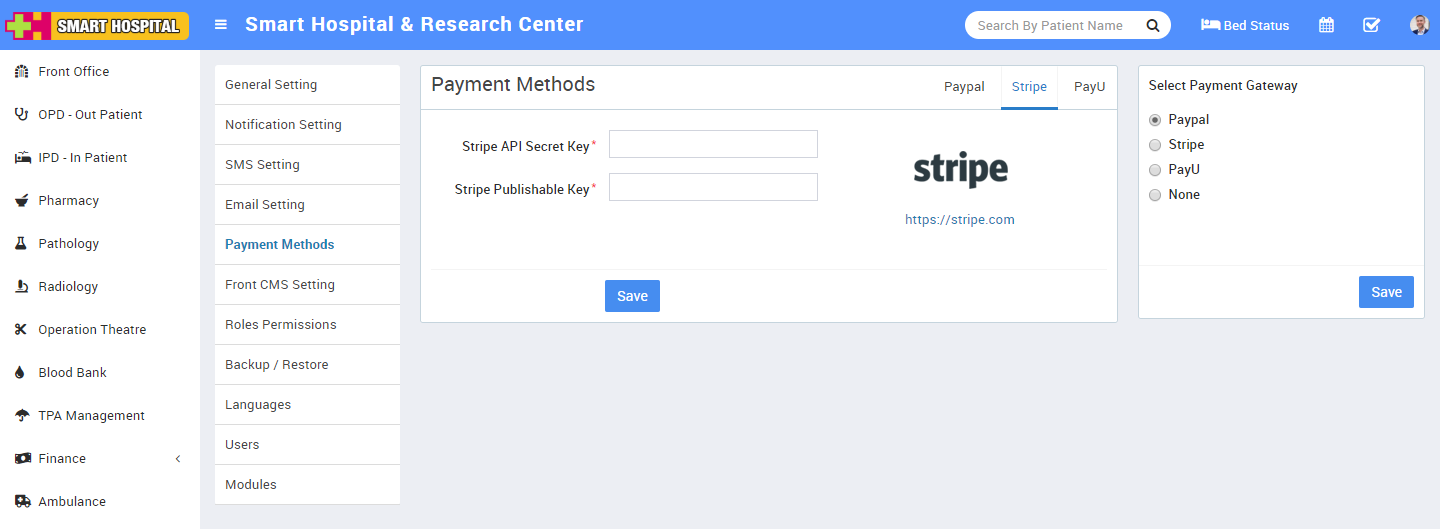 SMART HOSPITAL
Smart Hospital & Research Center
Search By Patient Name
Bed Status
Front Office
OPD - Out Patient
IPD - In Patient
Pharmacy
Pathology
Radiology
Operation Theatre
Blood Bank
TPA Management
Finance
Ambulance
General Setting
Notification Setting
SMS Setting
Email Setting
Payment Methods
Front CMS Setting
Roles Permissions
Backup / Restore
Languages
Users
Modules
Payment Methods
Paypal
Stripe
PayU
Stripe API Secret Key*
Stripe Publishable Key*
stripe
https://stripe.com
Save
Select Payment Gateway
Paypal
Stripe
PayU
None
Save